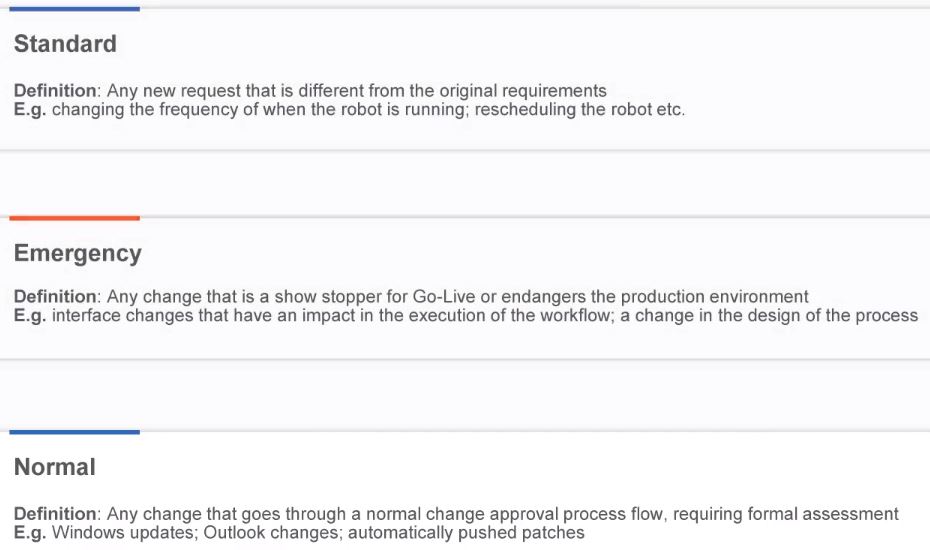 Standard
Definition: Any new request that is different from the original requirements
E.g. changing the frequency of when the robot is running; rescheduling the robot etc.
Emergency
Definition: Any change that is a show stopper for Go-Live or endangers the production environment
E.g. interface changes that have an impact in the execution of the workflow; a change in the design of the process
Normal
Definition: Any change that goes through a normal change approval process flow, requiring formal assessment
E.g. Windows updates; Outlook changes; automatically pushed patches